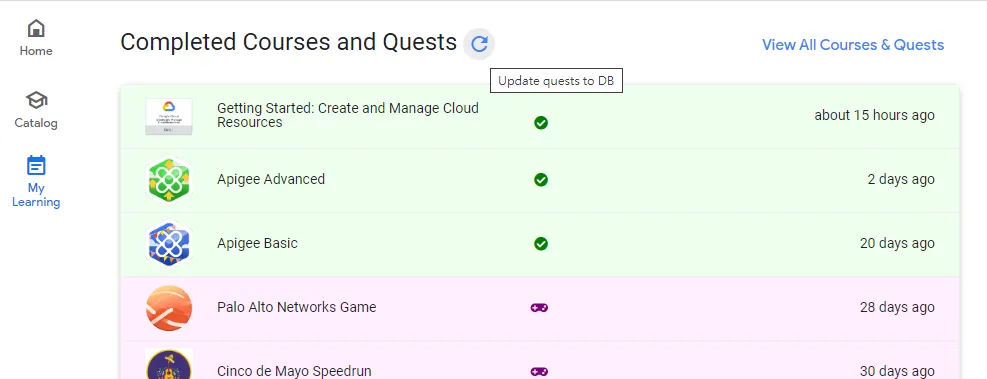 Home
Catalog
My
Learning
Completed Courses and Quests
View All Courses & Quests
Update quests to DB
Getting Started: Create and Manage Cloud
Resources
about 15 hours ago
Apigee Advanced
2 days ago
Apigee Basic
20 days ago
Palo Alto Networks Game
28 days ago
Cinco de Mayo Speedrun
30 days ago